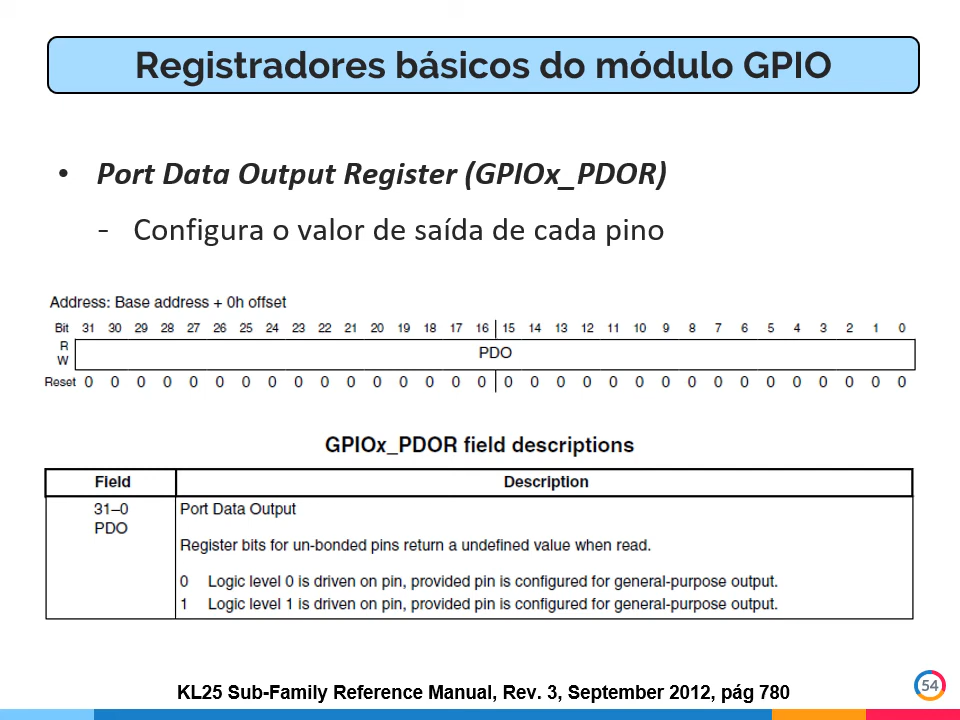 Registradores básicos do módulo GPIO
• Port Data Output Register (GPIOx_PDOR)
- Configura o valor de saída de cada pino
Address: Base address + 0h offset
Bit 31 30 29 28 27 26 25 24 23 22 21 20 19 18 17 16 15 14 13 12 11 10 9 8 7 6 5 4 3 2 1 0
R
PDO
W
Reset 0 0 0 0 0 0 0 0 0 0 0 0 0 0 0 0 0 0 0 0 0 0 0 0 0 0 0 0 0 0 0 0
GPIOx_PDOR field descriptions
Field Description
31–0 Port Data Output
PDO
Register bits for un-bonded pins return a undefined value when read.
0 Logic level 0 is driven on pin, provided pin is configured for general-purpose output.
1 Logic level 1 is driven on pin, provided pin is configured for general-purpose output.
54
KL25 Sub-Family Reference Manual, Rev. 3, September 2012, pág 780